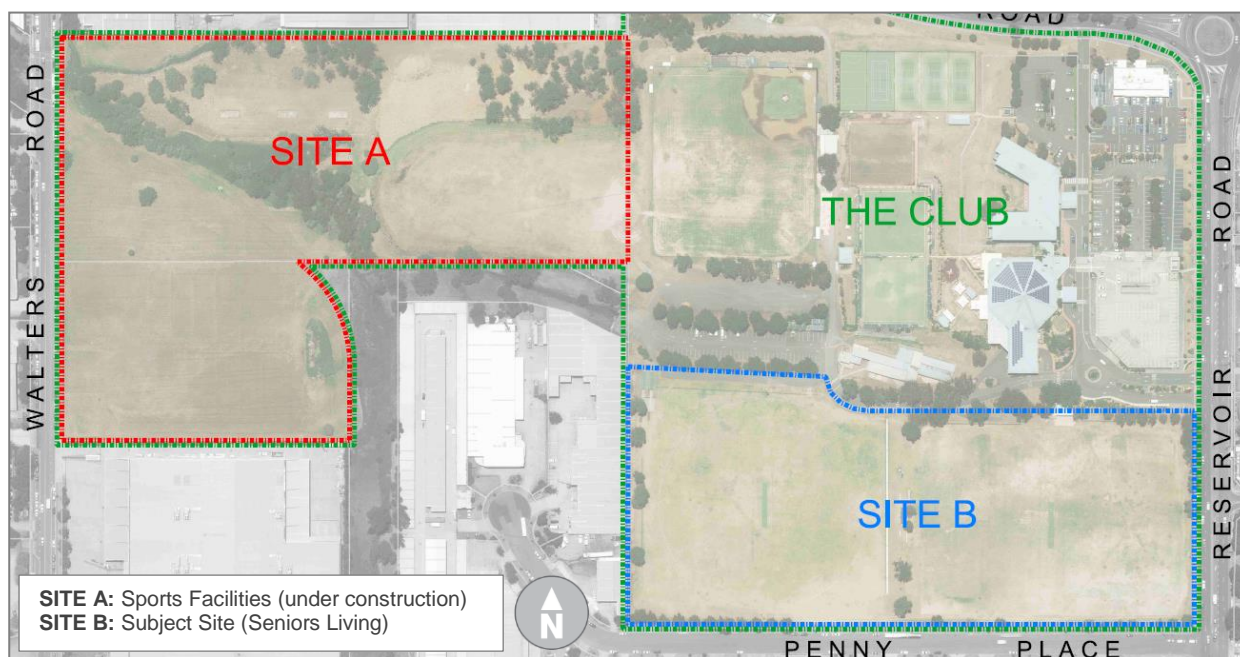 ROAD
WALTERS ROAD
SITE A
THE CLUB
RESERVOIR ROAD
SITE B
SITE A: Sports Facilities (under construction)
SITE B: Subject Site (Seniors Living)
N
PENNY PLACE